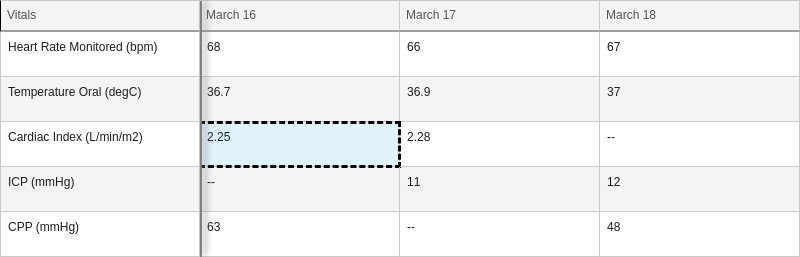 Vitals March 16 March 17 March 18
Heart Rate Monitored (bpm) 68 66 67
Temperature Oral (degC) 36.7 36.9 37
Cardiac Index (L/min/m2) 2.25 2.28 --
ICP (mmHg) -- 11 12
CPP (mmHg) 63 -- 48